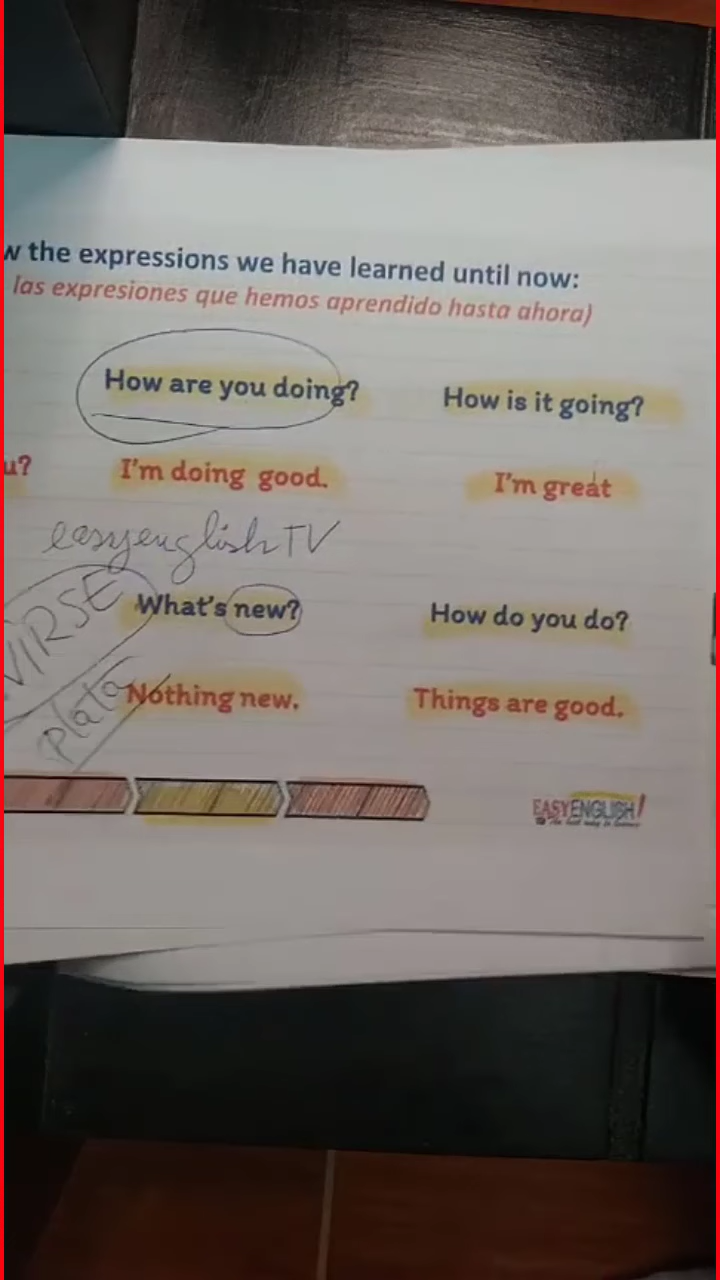 w the expressions we have learned until now:
las expresiones que hemos aprendido hasta ahora)
How are you doing? How is it going?
u? I'm doing good. I'm great
easyenglishTV
What's new? How do you do?
VIRSE
plata
Nothing new. Things are good.
EASYENGLISH!